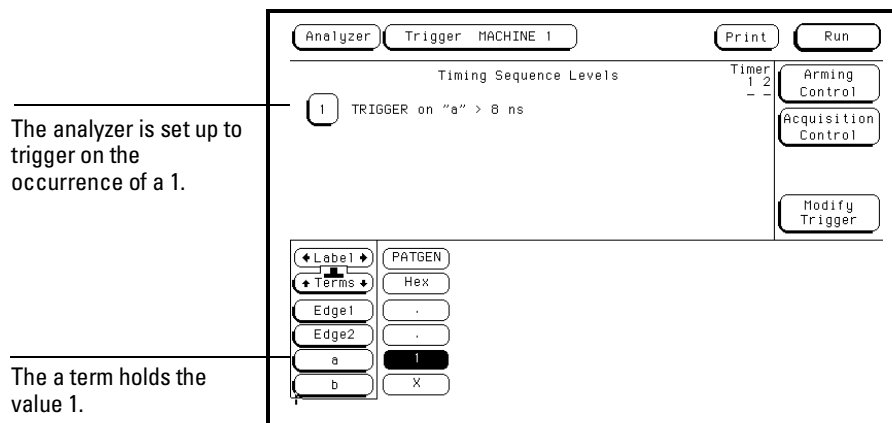 Analyzer Trigger MACHINE 1 Print Run
Timing Sequence Levels
Timer
1 2
- -
Arming
Control
1 TRIGGER on "a" > 8 ns
Acquisition
Control
Modify
Trigger
The analyzer is set up to
trigger on the
occurrence of a 1.
Label PATGEN
Terms Hex
Edge1 .
Edge2 .
a 1
b X
The a term holds the
value 1.